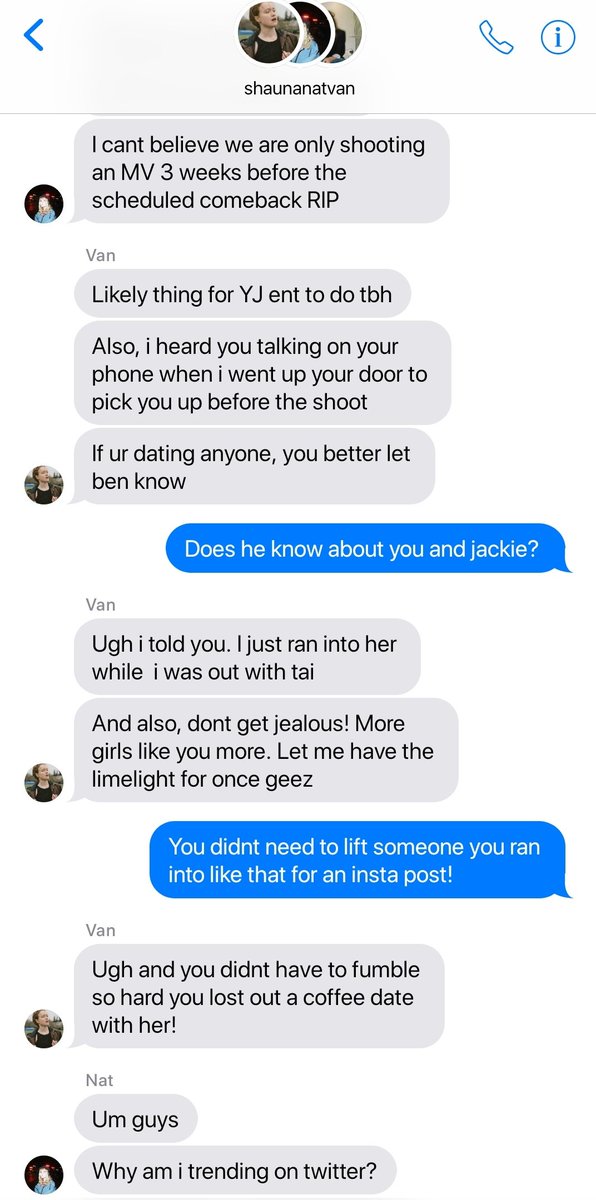 shaunanatvan
I cant believe we are only shooting
an MV 3 weeks before the
scheduled comeback RIP
Van
Likely thing for YJ ent to do tbh
Also, i heard you talking on your
phone when i went up your door to
pick you up before the shoot
If ur dating anyone, you better let
ben know
Does he know about you and jackie?
Van
Ugh i told you. I just ran into her
while  i was out with tai
And also, dont get jealous! More
girls like you more. Let me have the
limelight for once geez
You didnt need to lift someone you ran
into like that for an insta post!
Van
Ugh and you didnt have to fumble
so hard you lost out a coffee date
with her!
Nat
Um guys
Why am i trending on twitter?